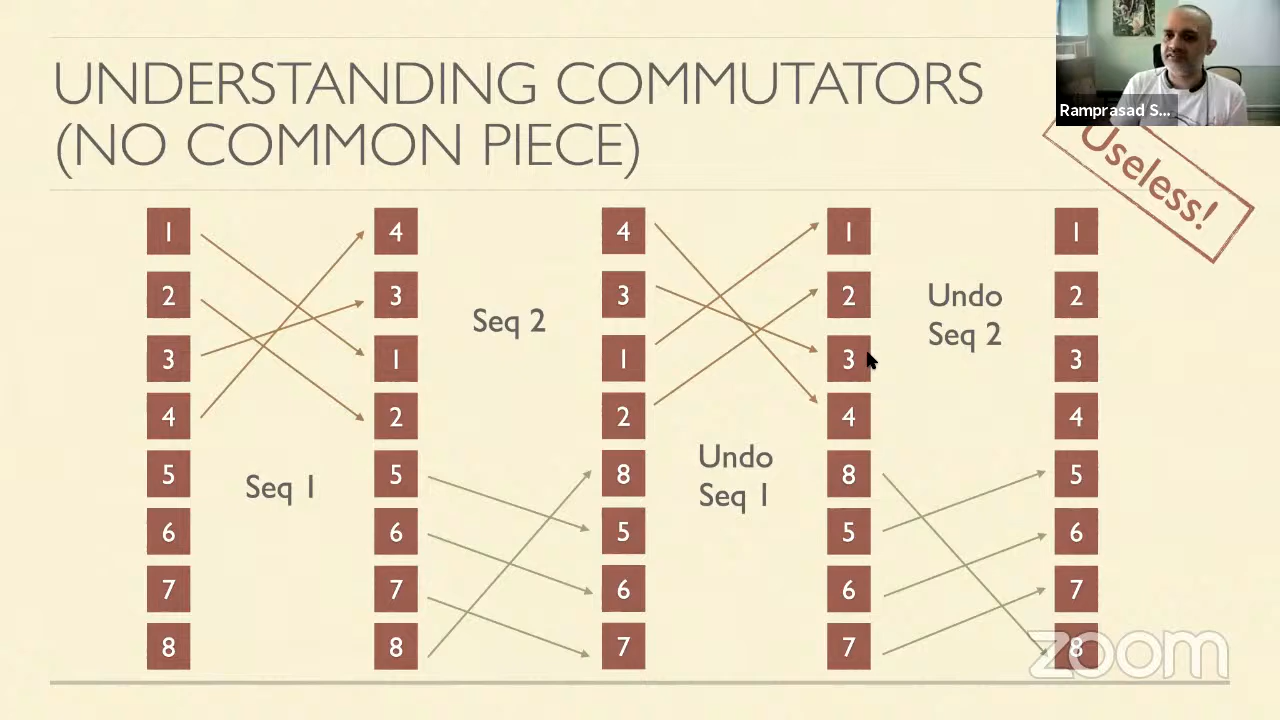 UNDERSTANDING COMMUTATORS
(NO COMMON PIECE)
Ramprasad S...
Useless!
1 4 4 1 1
2 3 Seq 2 3 2 Undo Seq 2 2
3 1 1 3 3
4 2 2 4 4
5 Seq 1 5 8 Undo Seq 1 8 5
6 6 5 5 6
7 7 6 6 7
8 8 7 7 8
zoom